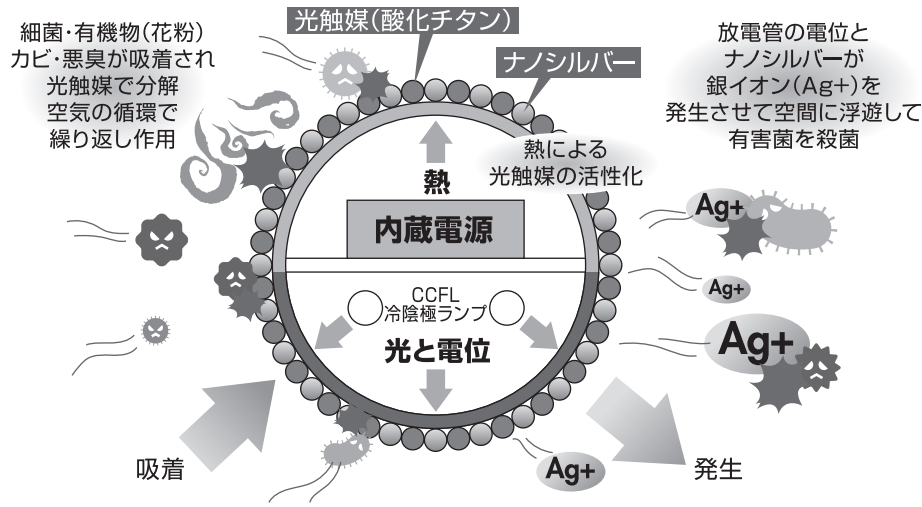 細菌・有機物（花粉）
カビ・悪臭が吸着され
光触媒で分解
空気の循環で
繰り返し作用
光触媒（酸化チタン）
ナノシルバー
放電管の電位と
ナノシルバーが
銀イオン（Ag+）を
発生させて空間に浮遊して
有害菌を殺菌
熱による
光触媒の活性化
熱
内蔵電源
CCFL
冷陰極ランプ
光と電位
Ag+
Ag+
Ag+
Ag+
吸着
発生